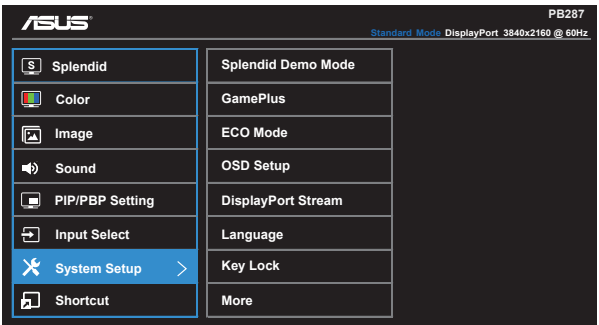 ASUS
PB287
Standard Mode DisplayPort 3840x2160 @ 60Hz
S Splendid
Color
Image
Sound
PIP/PBP Setting
Input Select
System Setup
Shortcut
Splendid Demo Mode
GamePlus
ECO Mode
OSD Setup
DisplayPort Stream
Language
Key Lock
More